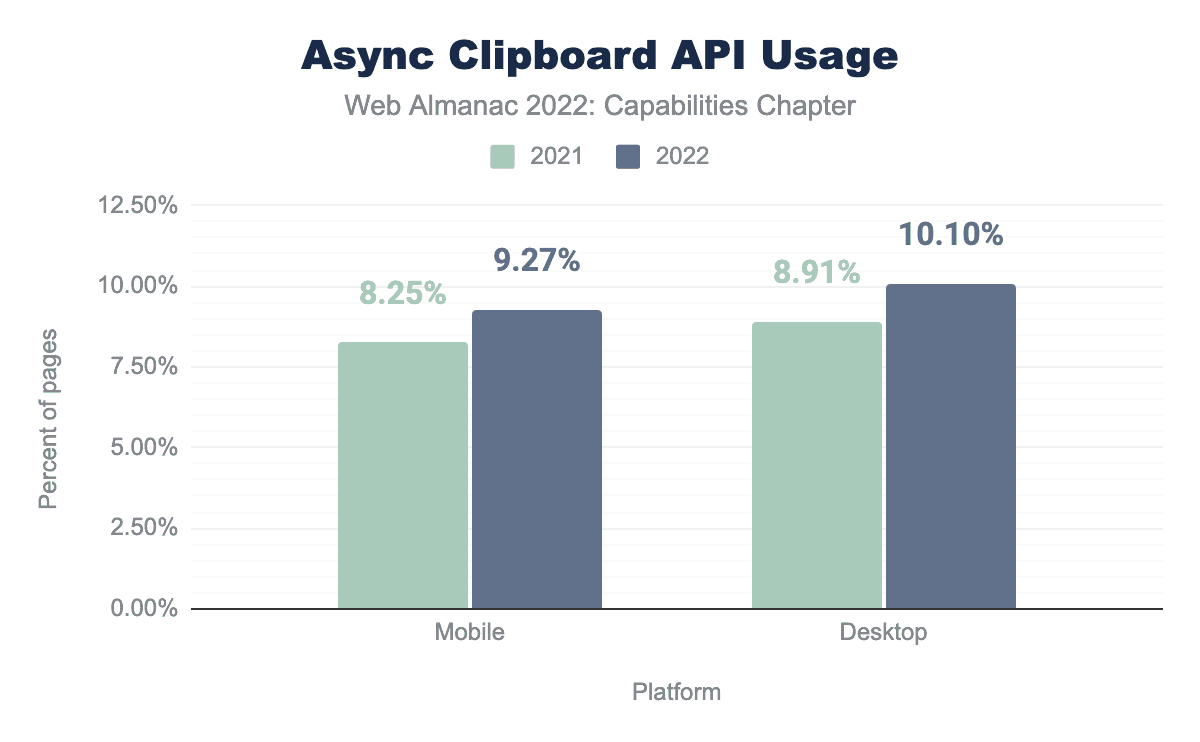 Async Clipboard API Usage
Web Almanac 2022: Capabilities Chapter
2021 2022
12.50%
10.00%
7.50%
5.00%
2.50%
0.00%
Percent of pages
8.25% 9.27% 8.91% 10.10%
Mobile Desktop
Platform